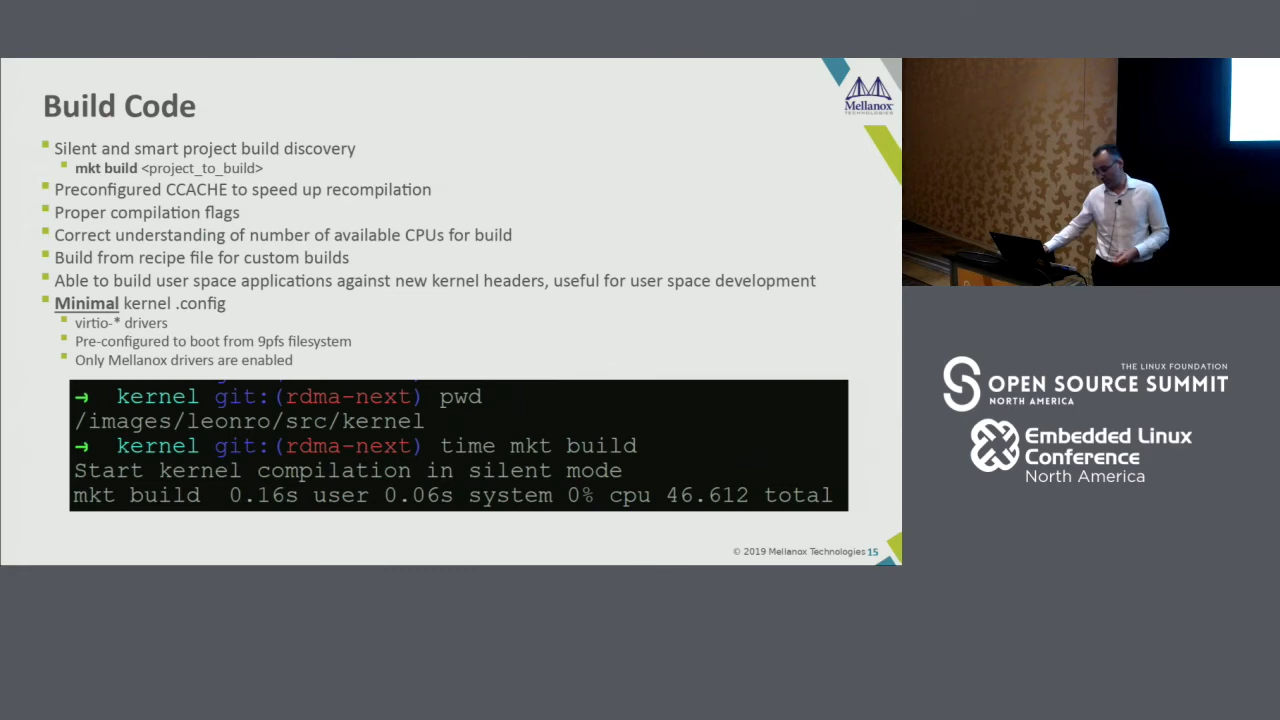 Build Code
Mellanox
TECHNOLOGIES
Silent and smart project build discovery
mkt build <project_to_build>
Preconfigured CCACHE to speed up recompilation
Proper compilation flags
Correct understanding of number of available CPUs for build
Build from recipe file for custom builds
Able to build user space applications against new kernel headers, useful for user space development
Minimal kernel .config
virtio-* drivers
Pre-configured to boot from 9pfs filesystem
Only Mellanox drivers are enabled
→ kernel git:(rdma-next) pwd
/images/leonro/src/kernel
→ kernel git:(rdma-next) time mkt build
Start kernel compilation in silent mode
mkt build 0.16s user 0.06s system 0% cpu 46.612 total
© 2019 Mellanox Technologies 15
THE LINUX FOUNDATION
OPEN SOURCE SUMMIT
NORTH AMERICA
Embedded Linux
Conference
North America